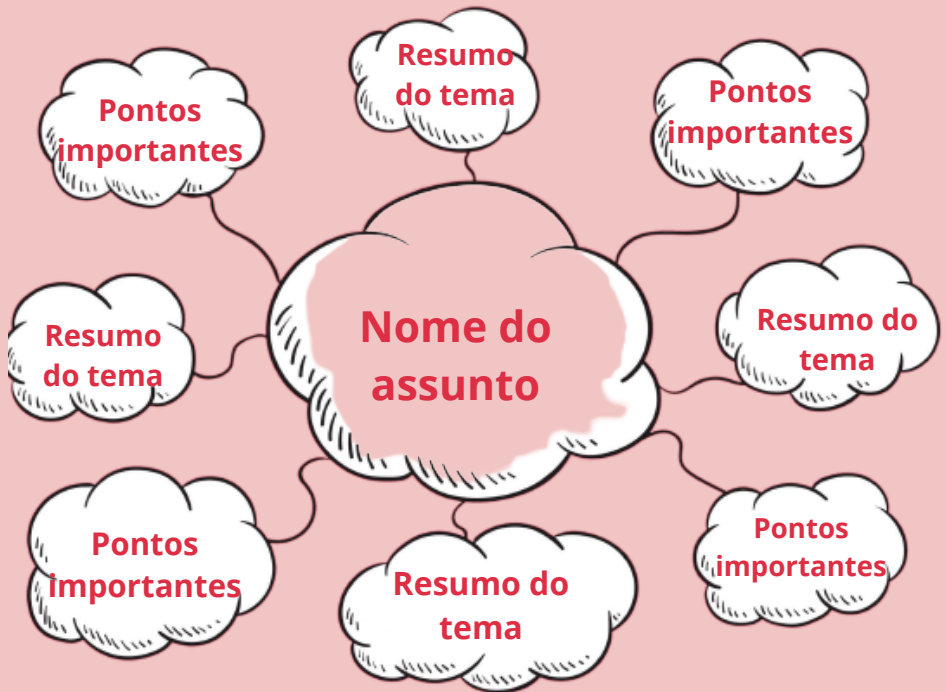 Resumo
do tema
Pontos
importantes
Pontos
importantes
Nome do
assunto
Resumo
do tema
Resumo do
tema
Pontos
importantes
Resumo do
tema
Pontos
importantes